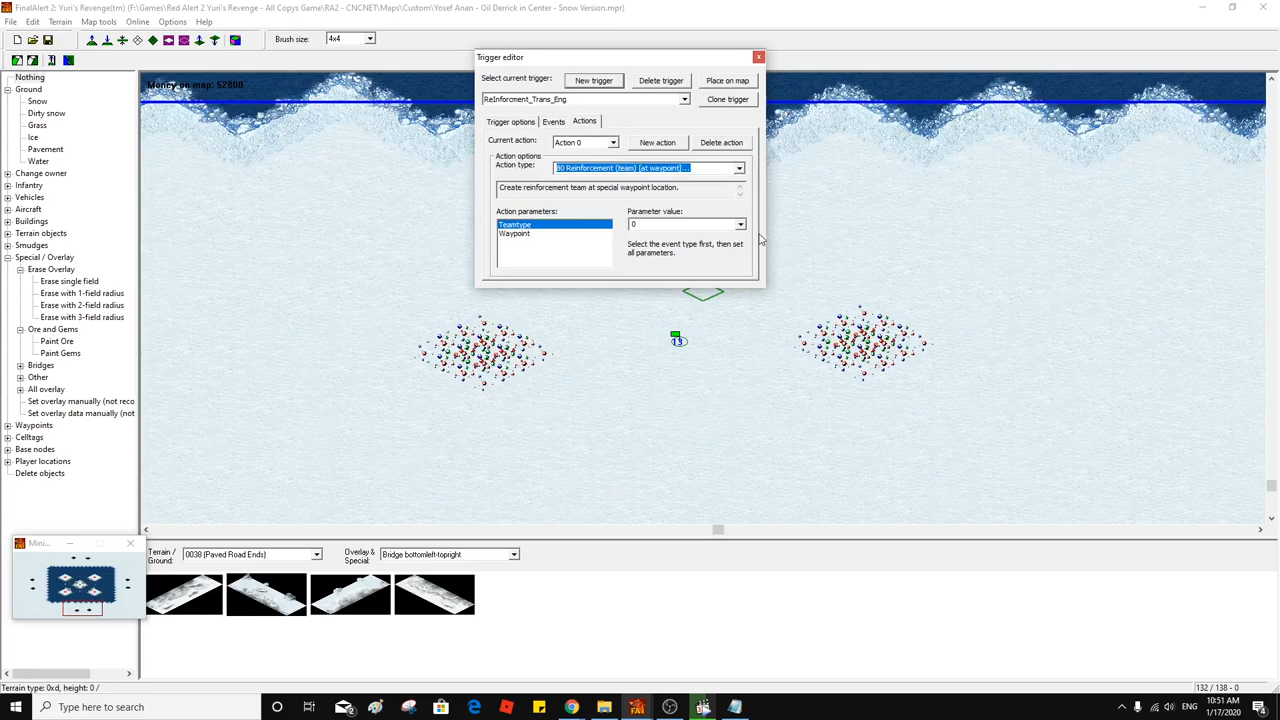 FinalAlert 2: Yuri's Revenge(tm) (F:\Games\Red Alert 2 Yuri's Revenge - All Copys Game\RA2 - CNCNET\Maps\Custom\Yosef Anan - Oil Derrick in Center - Snow Version.mpr)
File Edit Terrain Map tools Online Options Help
Brush size: 4x4
Nothing
Ground
Snow
Dirty snow
Grass
Ice
Pavement
Water
Change owner
Infantry
Vehicles
Aircraft
Buildings
Terrain objects
Smudges
Special / Overlay
Erase Overlay
Erase single field
Erase with 1-field radius
Erase with 2-field radius
Erase with 3-field radius
Ore and Gems
Paint Ore
Paint Gems
Bridges
Other
All overlay
Set overlay manually (not reco
Set overlay data manually (not
Waypoints
Celltags
Base nodes
Player locations
Delete objects
Money on map: 52000
Trigger editor
Select current trigger: New trigger Delete trigger Place on map
ReInforcment_Trans_Eng Clone trigger
Trigger options Events Actions
Current action: Action 0 New action Delete action
Action options
Action type: 80 Reinforcement (team) [at waypoint]...
Create reinforcement team at special waypoint location.
Action parameters: Parameter value:
Teamtype 0
Waypoint
Select the event type first, then set
all parameters.
13
Mini...
Terrain /
Ground: 0038 (Paved Road Ends)
Overlay &
Special: Bridge bottomleft-topright
Terrain type: 0xd, height: 0 /
132 / 138 - 0
Type here to search
ENG
10:51 AM
1/17/2020